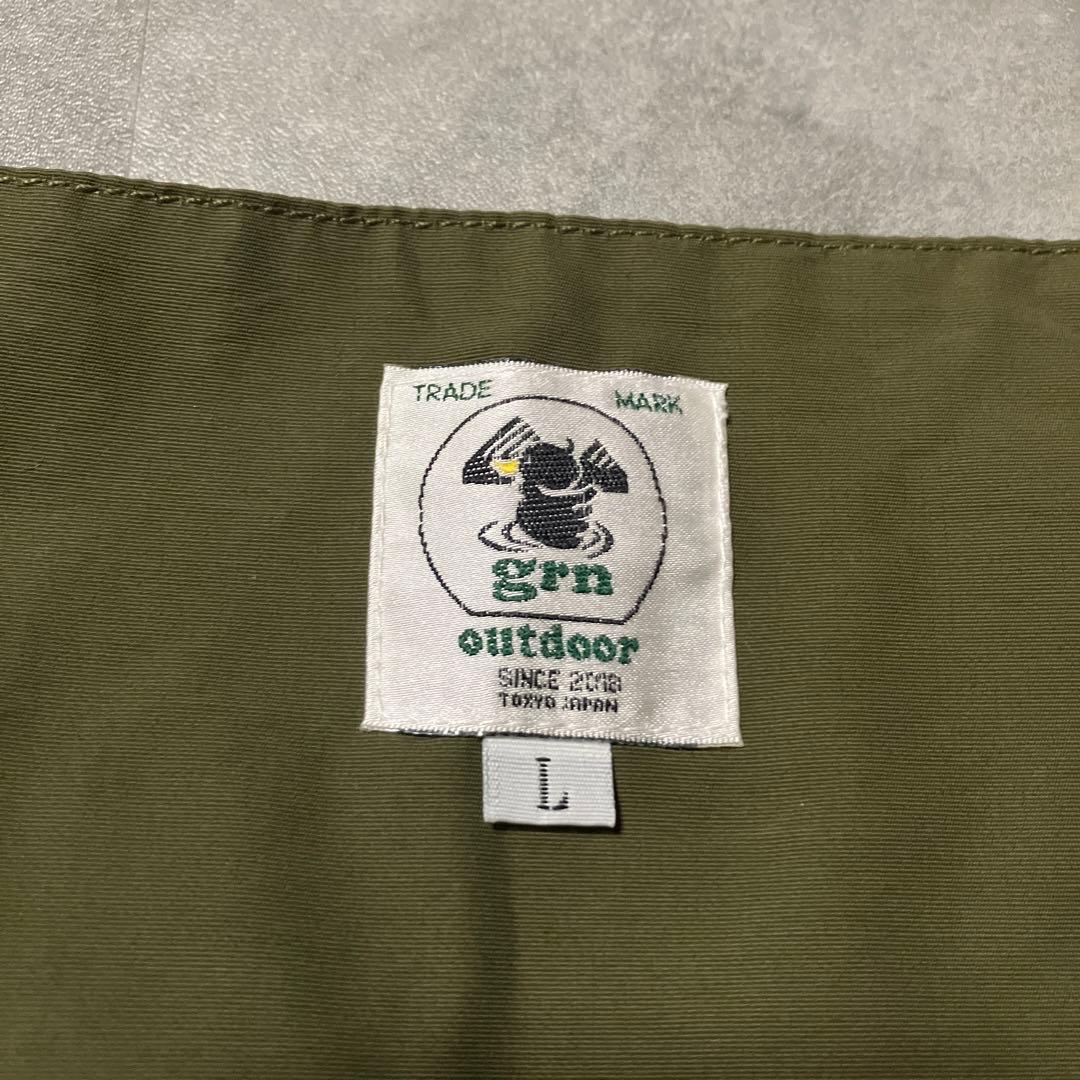 TRADE MARK
grn
outdoor
SINCE 2018
TOKYO JAPAN
L